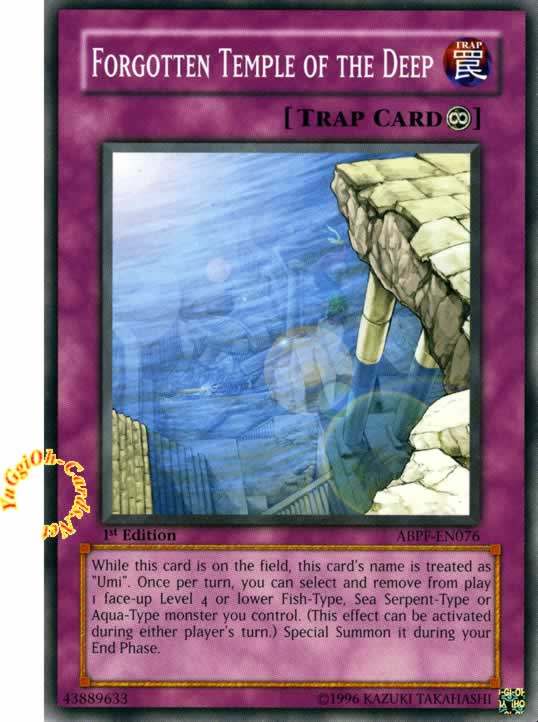 FORGOTTEN TEMPLE OF THE DEEP
TRAP
罠
[TRAP CARD]
YuGgiOh-Cards.Net
1st Edition
ABPF-EN076
While this card is on the field, this card's name is treated as
"Umi". Once per turn, you can select and remove from play
1 face-up Level 4 or lower Fish-Type, Sea Serpent-Type or
Aqua-Type monster you control. (This effect can be activated
during either player's turn.) Special Summon it during your
End Phase.
43889633
©1996 KAZUKI TAKAHASHI